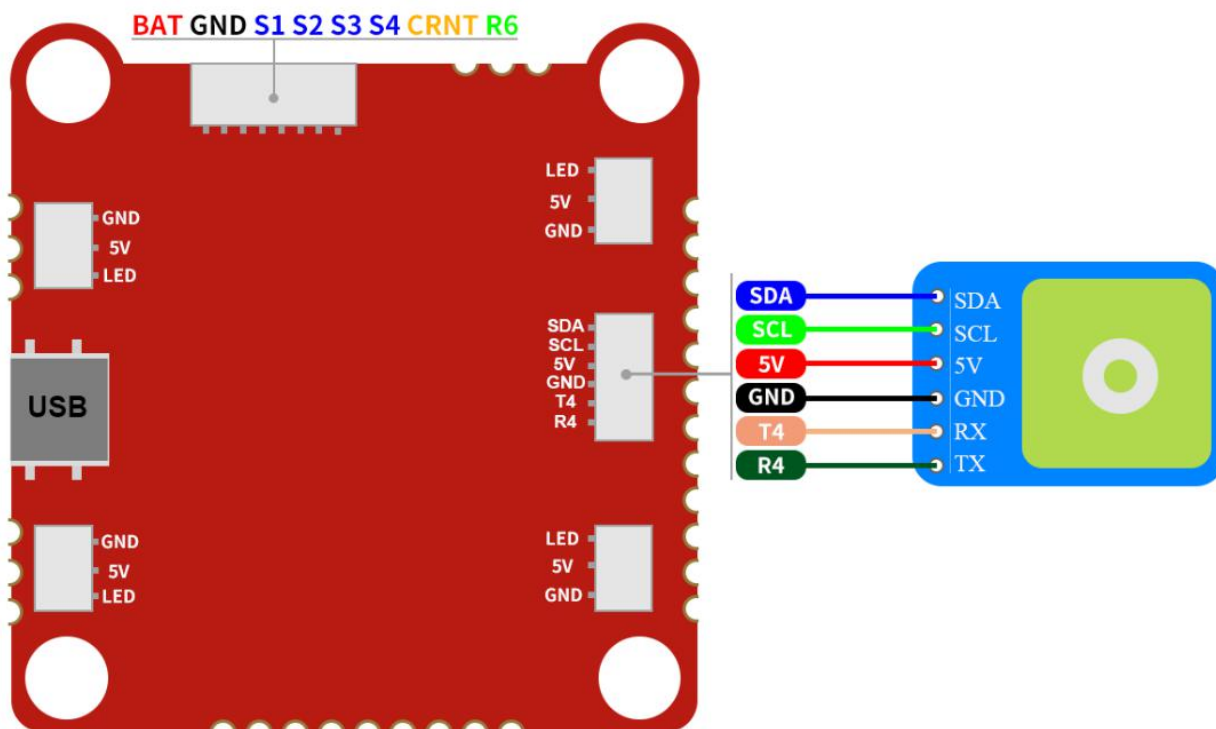 BAT GND S1 S2 S3 S4 CRNT R6
GND
5V
LED
LED
5V
GND
USB
SDA
SCL
5V
GND
T4
R4
SDA
SCL
5V
GND
T4
R4
SDA
SCL
5V
GND
RX
TX
GND
5V
LED
LED
5V
GND